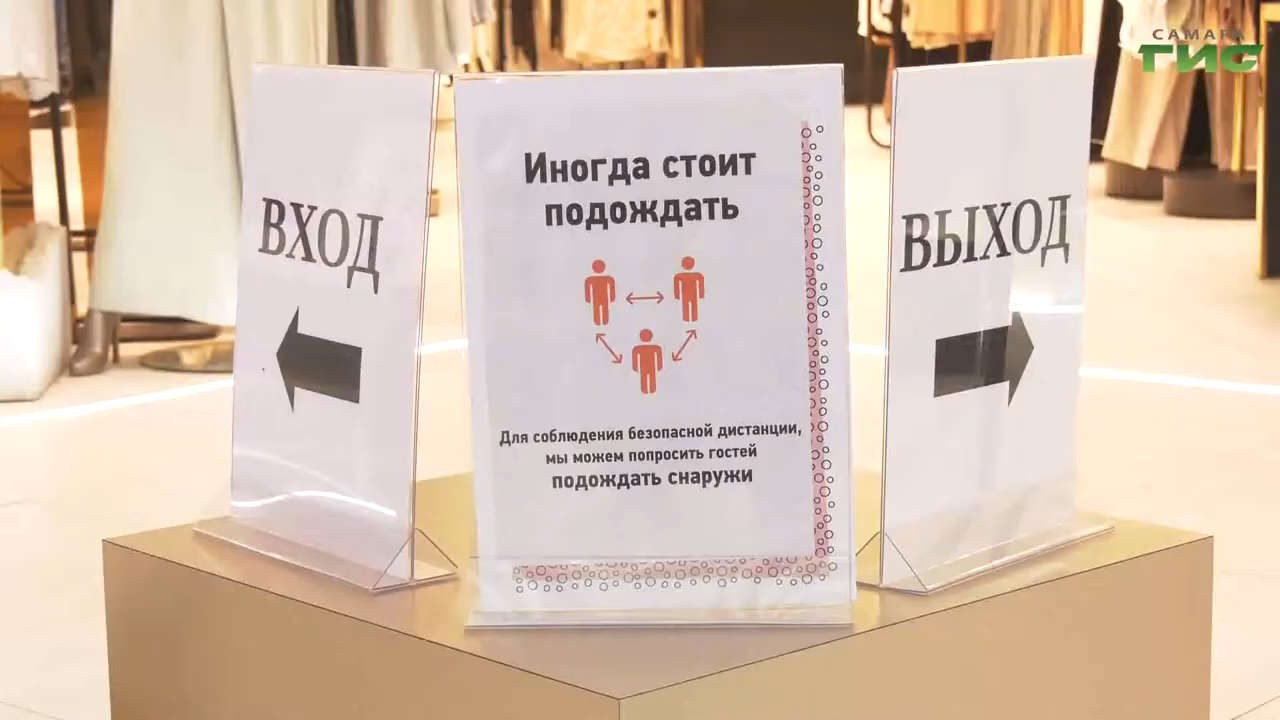 САМАРА
ГИС
ВХОД
Иногда стоит
подождать
Для соблюдения безопасной дистанции,
мы можем попросить гостей
подождать снаружи
ВЫХОД